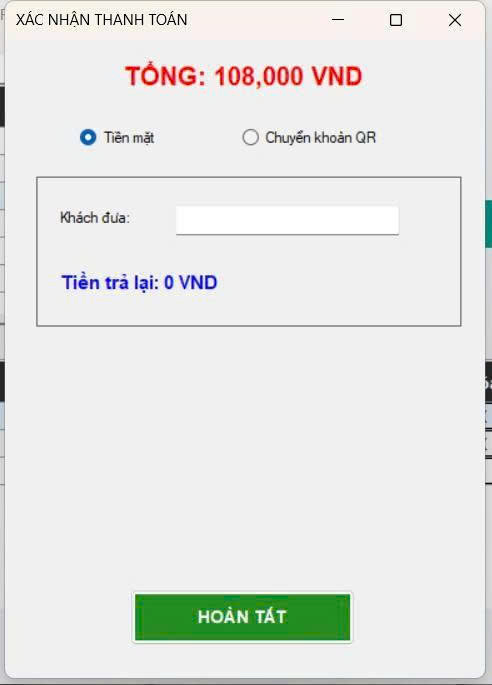 XÁC NHẬN THANH TOÁN
TỔNG: 108,000 VND
Tiền mặt
Chuyển khoản QR
Khách đưa:
Tiền trả lại: 0 VND
HOÀN TẤT